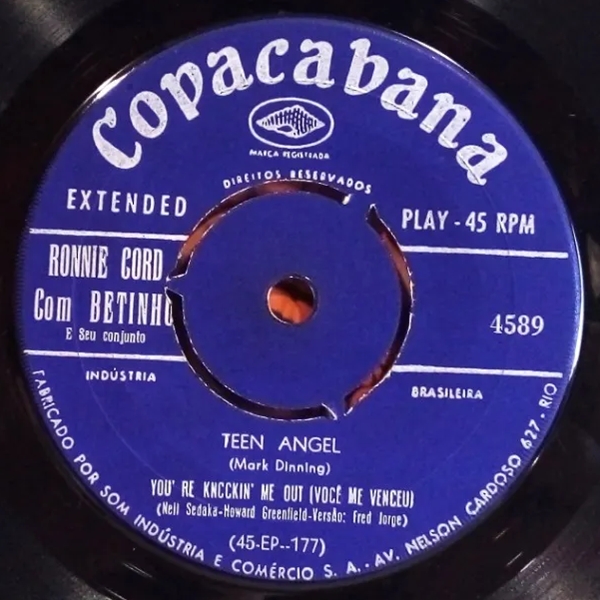 Copacabana
MARCA REGISTRADA
DIREITOS RESERVADOS
EXTENDED PLAY - 45 RPM
RONNIE CORD
Com BETINHO
E Seu conjunto
4589
INDÚSTRIA BRASILEIRA
TEEN ANGEL
(Mark Dinning)
YOU' RE KNCCKIN' ME OUT (VOCÊ ME VENCEU)
(Neil Sedaka-Howard Greenfield-Versão: Fred Jorge)
(45-EP--177)
FABRICADO POR SOM INDÚSTRIA E COMÉRCIO S. A. - AV. NELSON CARDOSO 627 - RIO